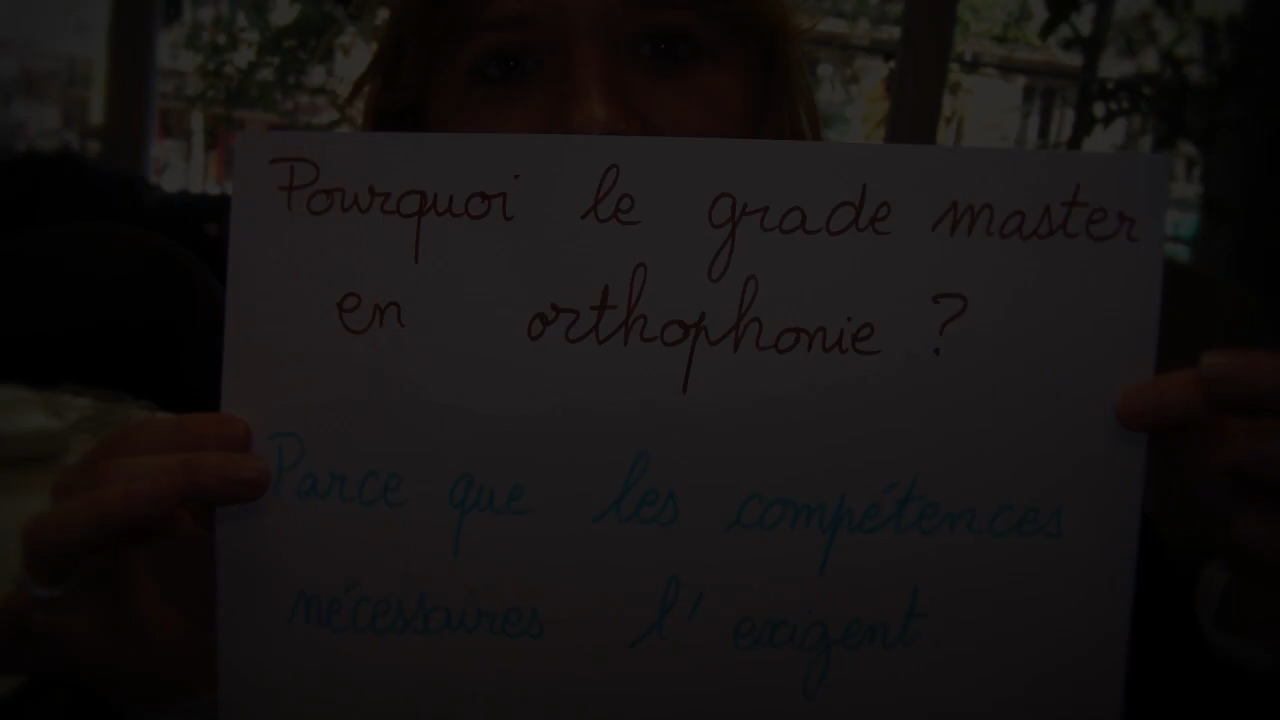 Pourquoi le grade master
en orthophonie ?
Parce que les compétences
nécessaires l'exigent